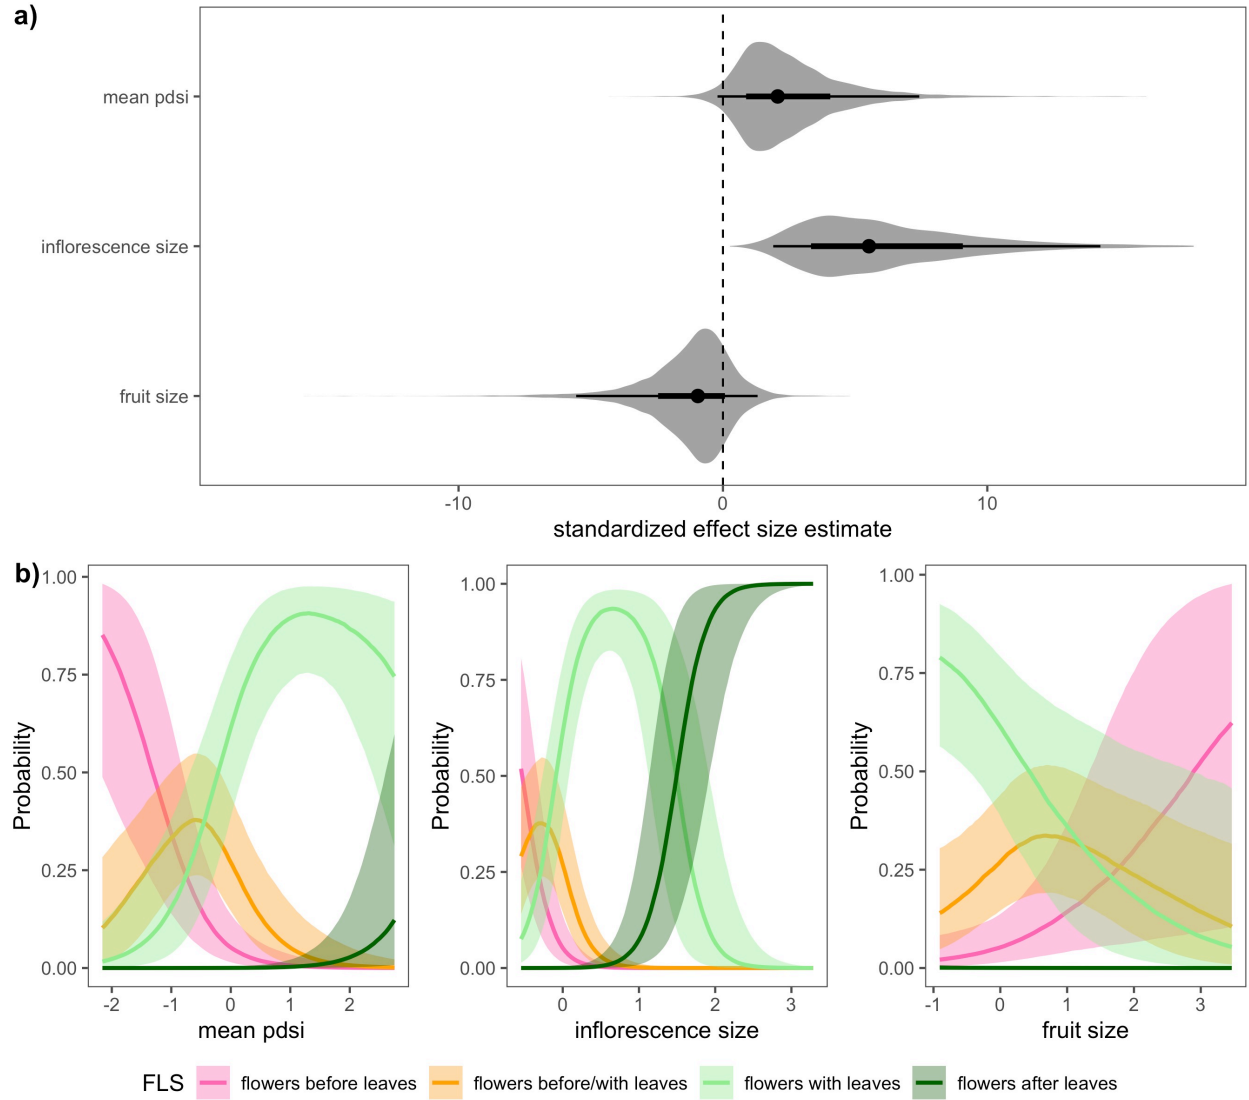 a)
mean pdsi
inflorescence size
fruit size
-10 0 10
standardized effect size estimate
b)
1.00
0.75
0.50
0.25
0.00
Probability
-2 -1 0 1 2
mean pdsi
1.00
0.75
0.50
0.25
0.00
Probability
0 1 2 3
inflorescence size
1.00
0.75
0.50
0.25
0.00
Probability
-1 0 1 2 3
fruit size
FLS flowers before leaves flowers before/with leaves flowers with leaves flowers after leaves